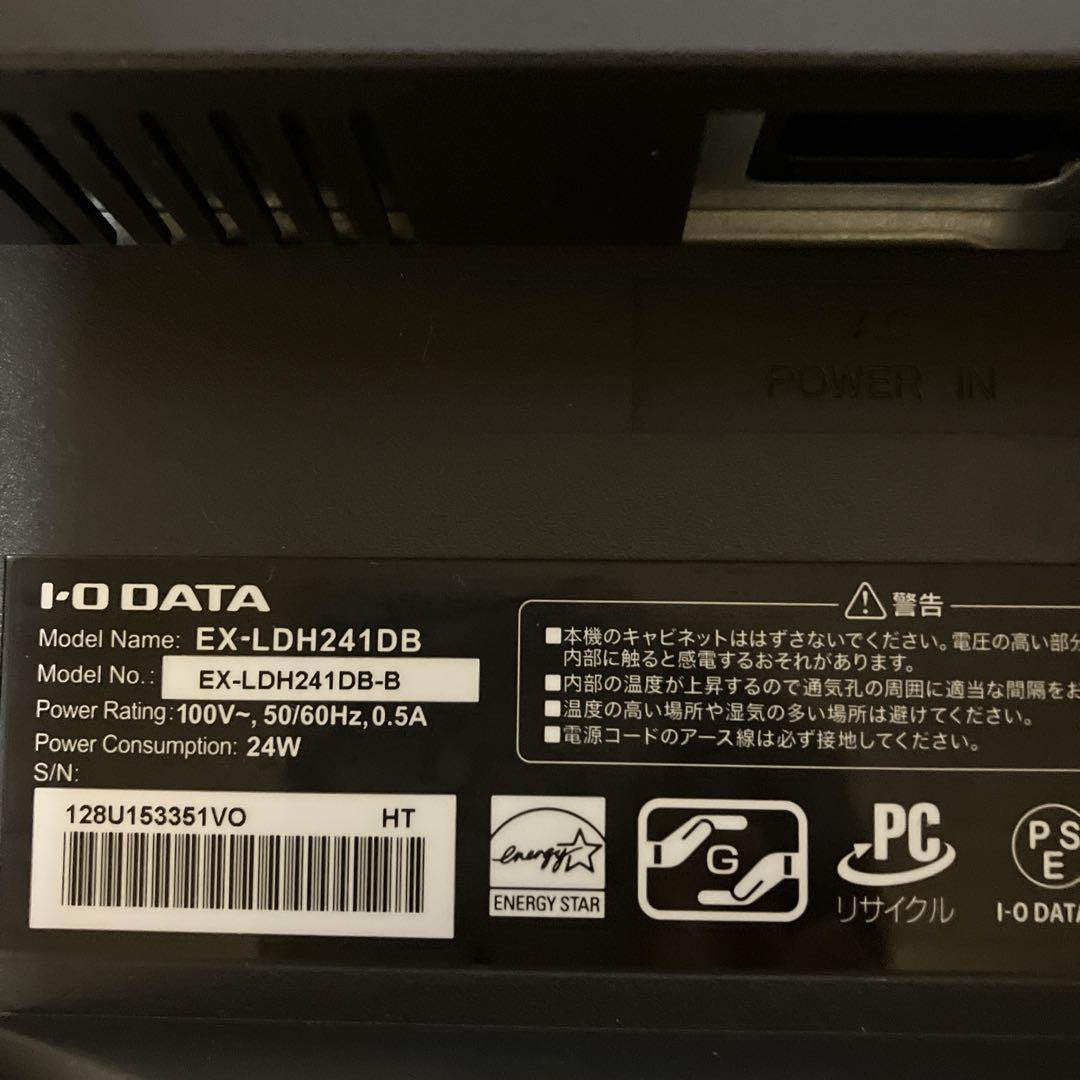 POWER IN
I-O DATA
Model Name: EX-LDH241DB
Model No.: EX-LDH241DB-B
Power Rating:100V~, 50/60Hz, 0.5A
Power Consumption: 24W
S/N:
128U153351VO HT
警告
■本機のキャビネットははずさないでください。電圧の高い部分
内部に触ると感電するおそれがあります。
■内部の温度が上昇するので通気孔の周囲に適当な間隔をお
■温度の高い場所や湿気の多い場所は避けてください。
■電源コードのアース線は必ず接地してください。
energy
ENERGY STAR
G
PC
リサイクル
PS
E
I-O DATA